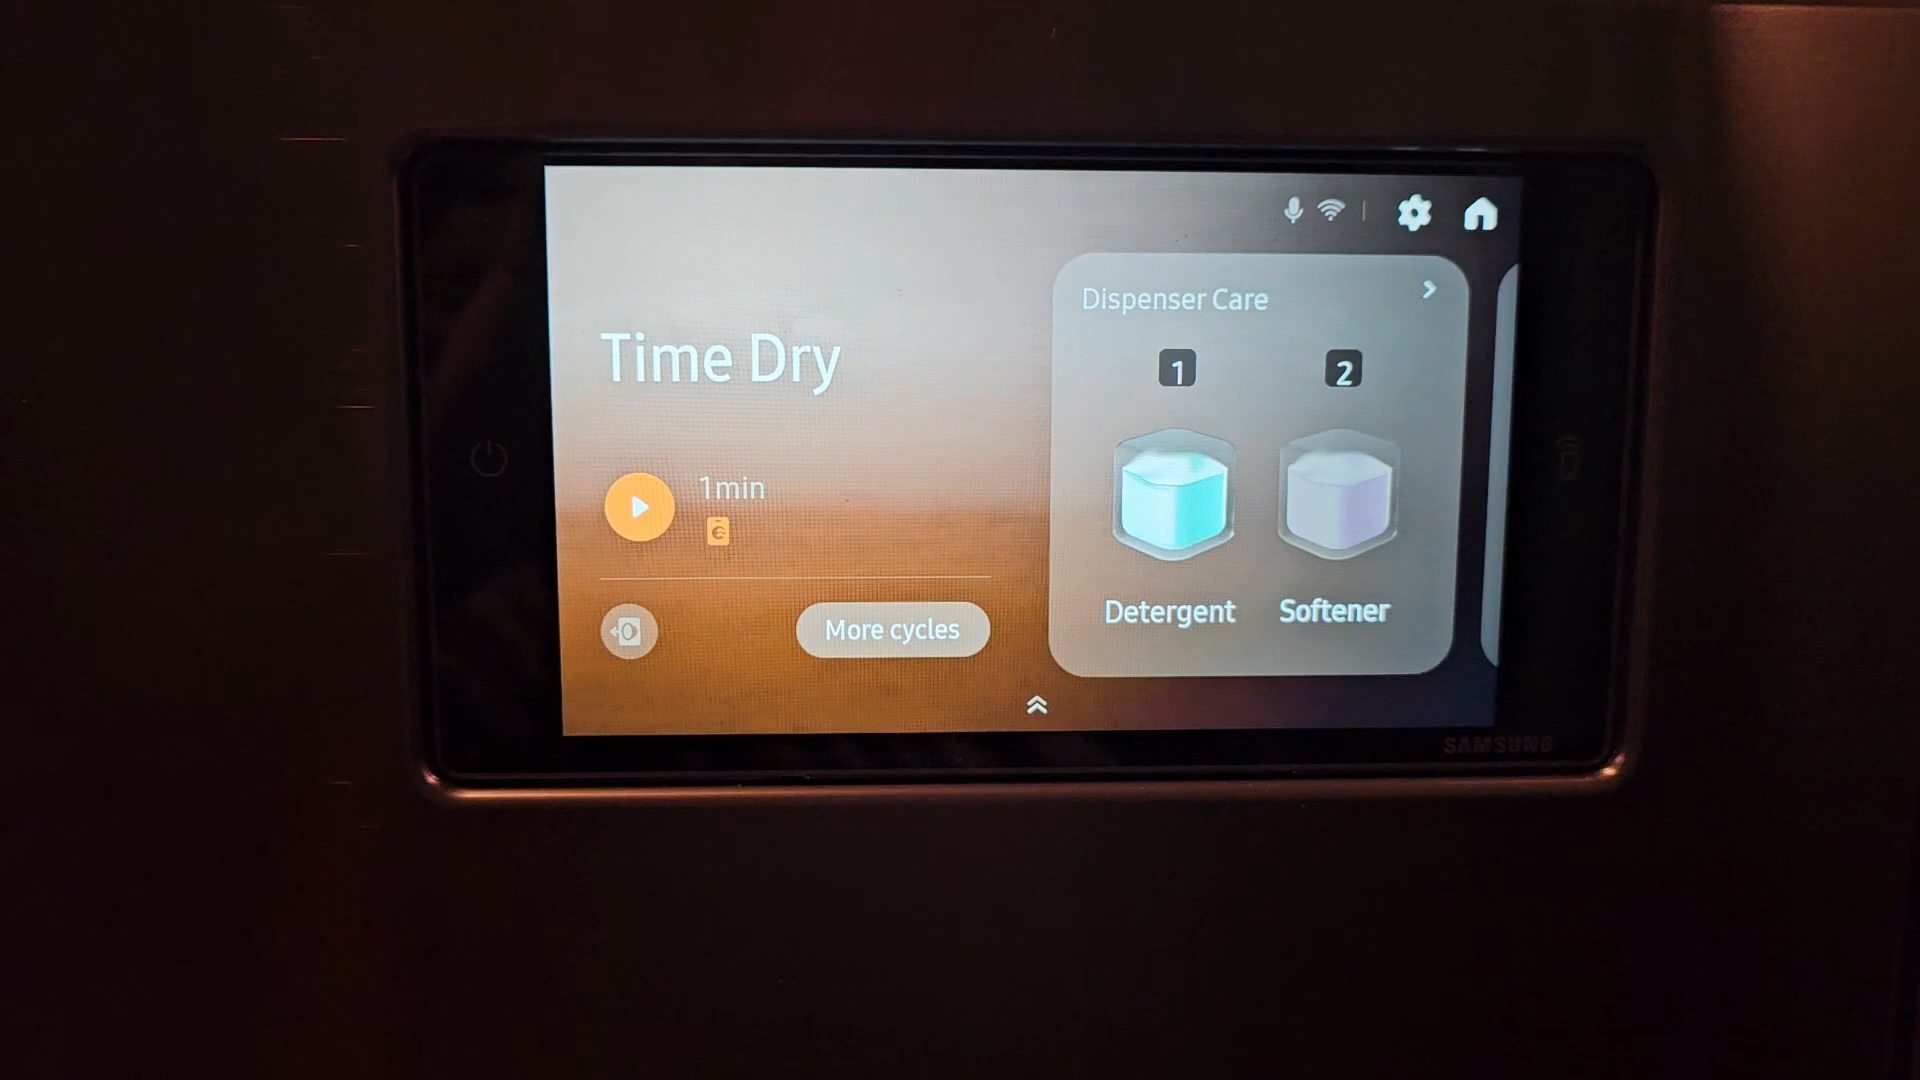 Time Dry
1min
More cycles
Dispenser Care
1
2
Detergent
Softener
SAMSUNG